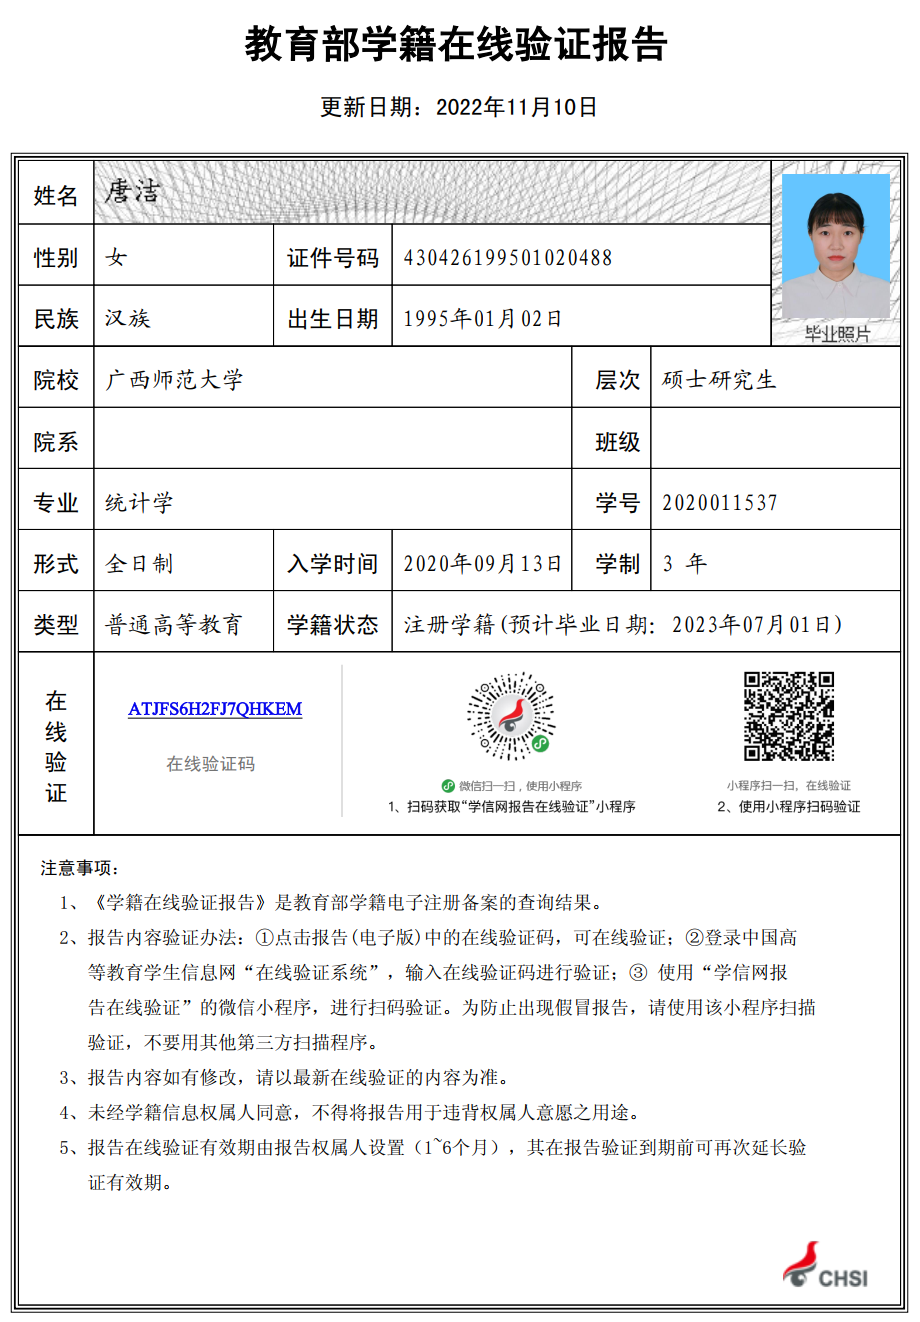 教育部学籍在线验证报告
更新日期：2022年11月10日
姓名 唐洁
性别 女 证件号码 430426199501020488
民族 汉族 出生日期 1995年01月02日
毕业照片
院校 广西师范大学 层次 硕士研究生
院系 班级
专业 统计学 学号 2020011537
形式 全日制 入学时间 2020年09月13日 学制 3 年
类型 普通高等教育 学籍状态 注册学籍(预计毕业日期：2023年07月01日)
在线验证
ATJFS6H2FJ7QHKEM
在线验证码
微信扫一扫，使用小程序
1、扫码获取“学信网报告在线验证”小程序
小程序扫一扫，在线验证
2、使用小程序扫码验证
注意事项：
1、《学籍在线验证报告》是教育部学籍电子注册备案的查询结果。
2、报告内容验证办法：①点击报告(电子版)中的在线验证码，可在线验证；②登录中国高
等教育学生信息网“在线验证系统”，输入在线验证码进行验证；③ 使用“学信网报
告在线验证”的微信小程序，进行扫码验证。为防止出现假冒报告，请使用该小程序扫描
验证，不要用其他第三方扫描程序。
3、报告内容如有修改，请以最新在线验证的内容为准。
4、未经学籍信息权属人同意，不得将报告用于违背权属人意愿之用途。
5、报告在线验证有效期由报告权属人设置（1~6个月），其在报告验证到期前可再次延长验
证有效期。
CHSI